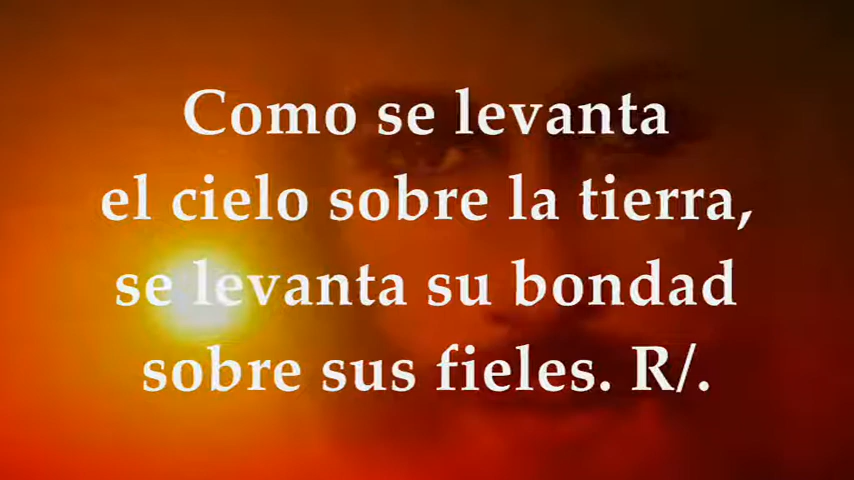 Como se levanta
el cielo sobre la tierra,
se levanta su bondad
sobre sus fieles. R/.